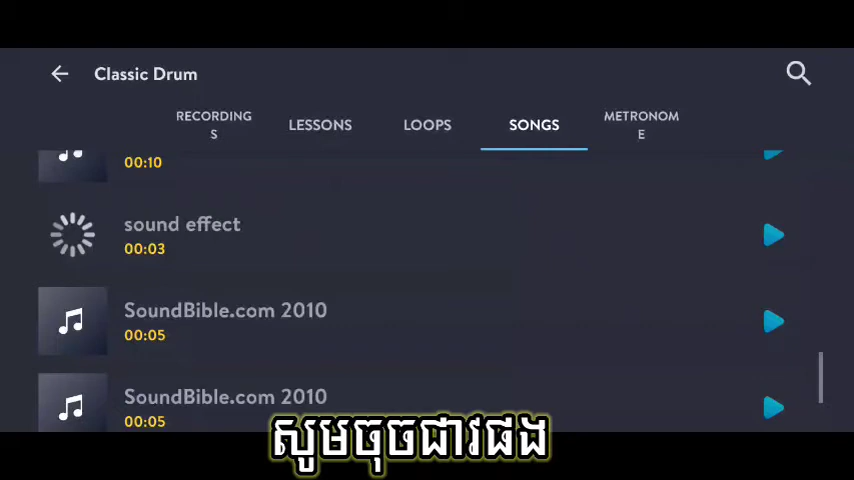 Classic Drum
RECORDING
S
LESSONS
LOOPS
SONGS
METRONOM
E
00:10
sound effect
00:03
SoundBible.com 2010
00:05
SoundBible.com 2010
00:05
សូមចុចជាវផង